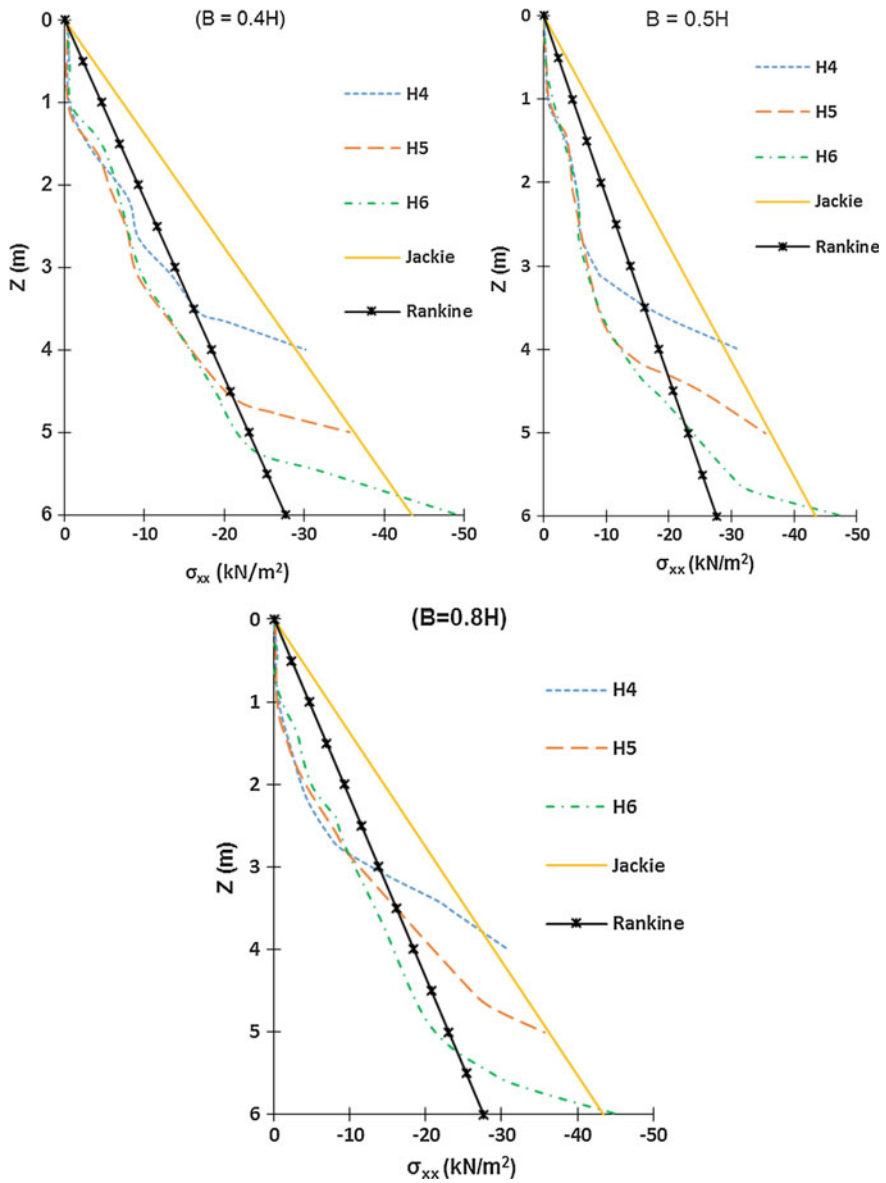 (B = 0.4H)
0
1
2
3
4
5
6
Z (m)
0 -10 -20 -30 -40 -50
σxx (kN/m²)
H4
H5
H6
Jackie
Rankine
B = 0.5H
0
1
2
3
4
5
6
Z (m)
0 -10 -20 -30 -40 -50
σxx (kN/m²)
H4
H5
H6
Jackie
Rankine
(B=0.8H)
0
1
2
3
4
5
6
Z (m)
0 -10 -20 -30 -40 -50
σxx (kN/m²)
H4
H5
H6
Jackie
Rankine